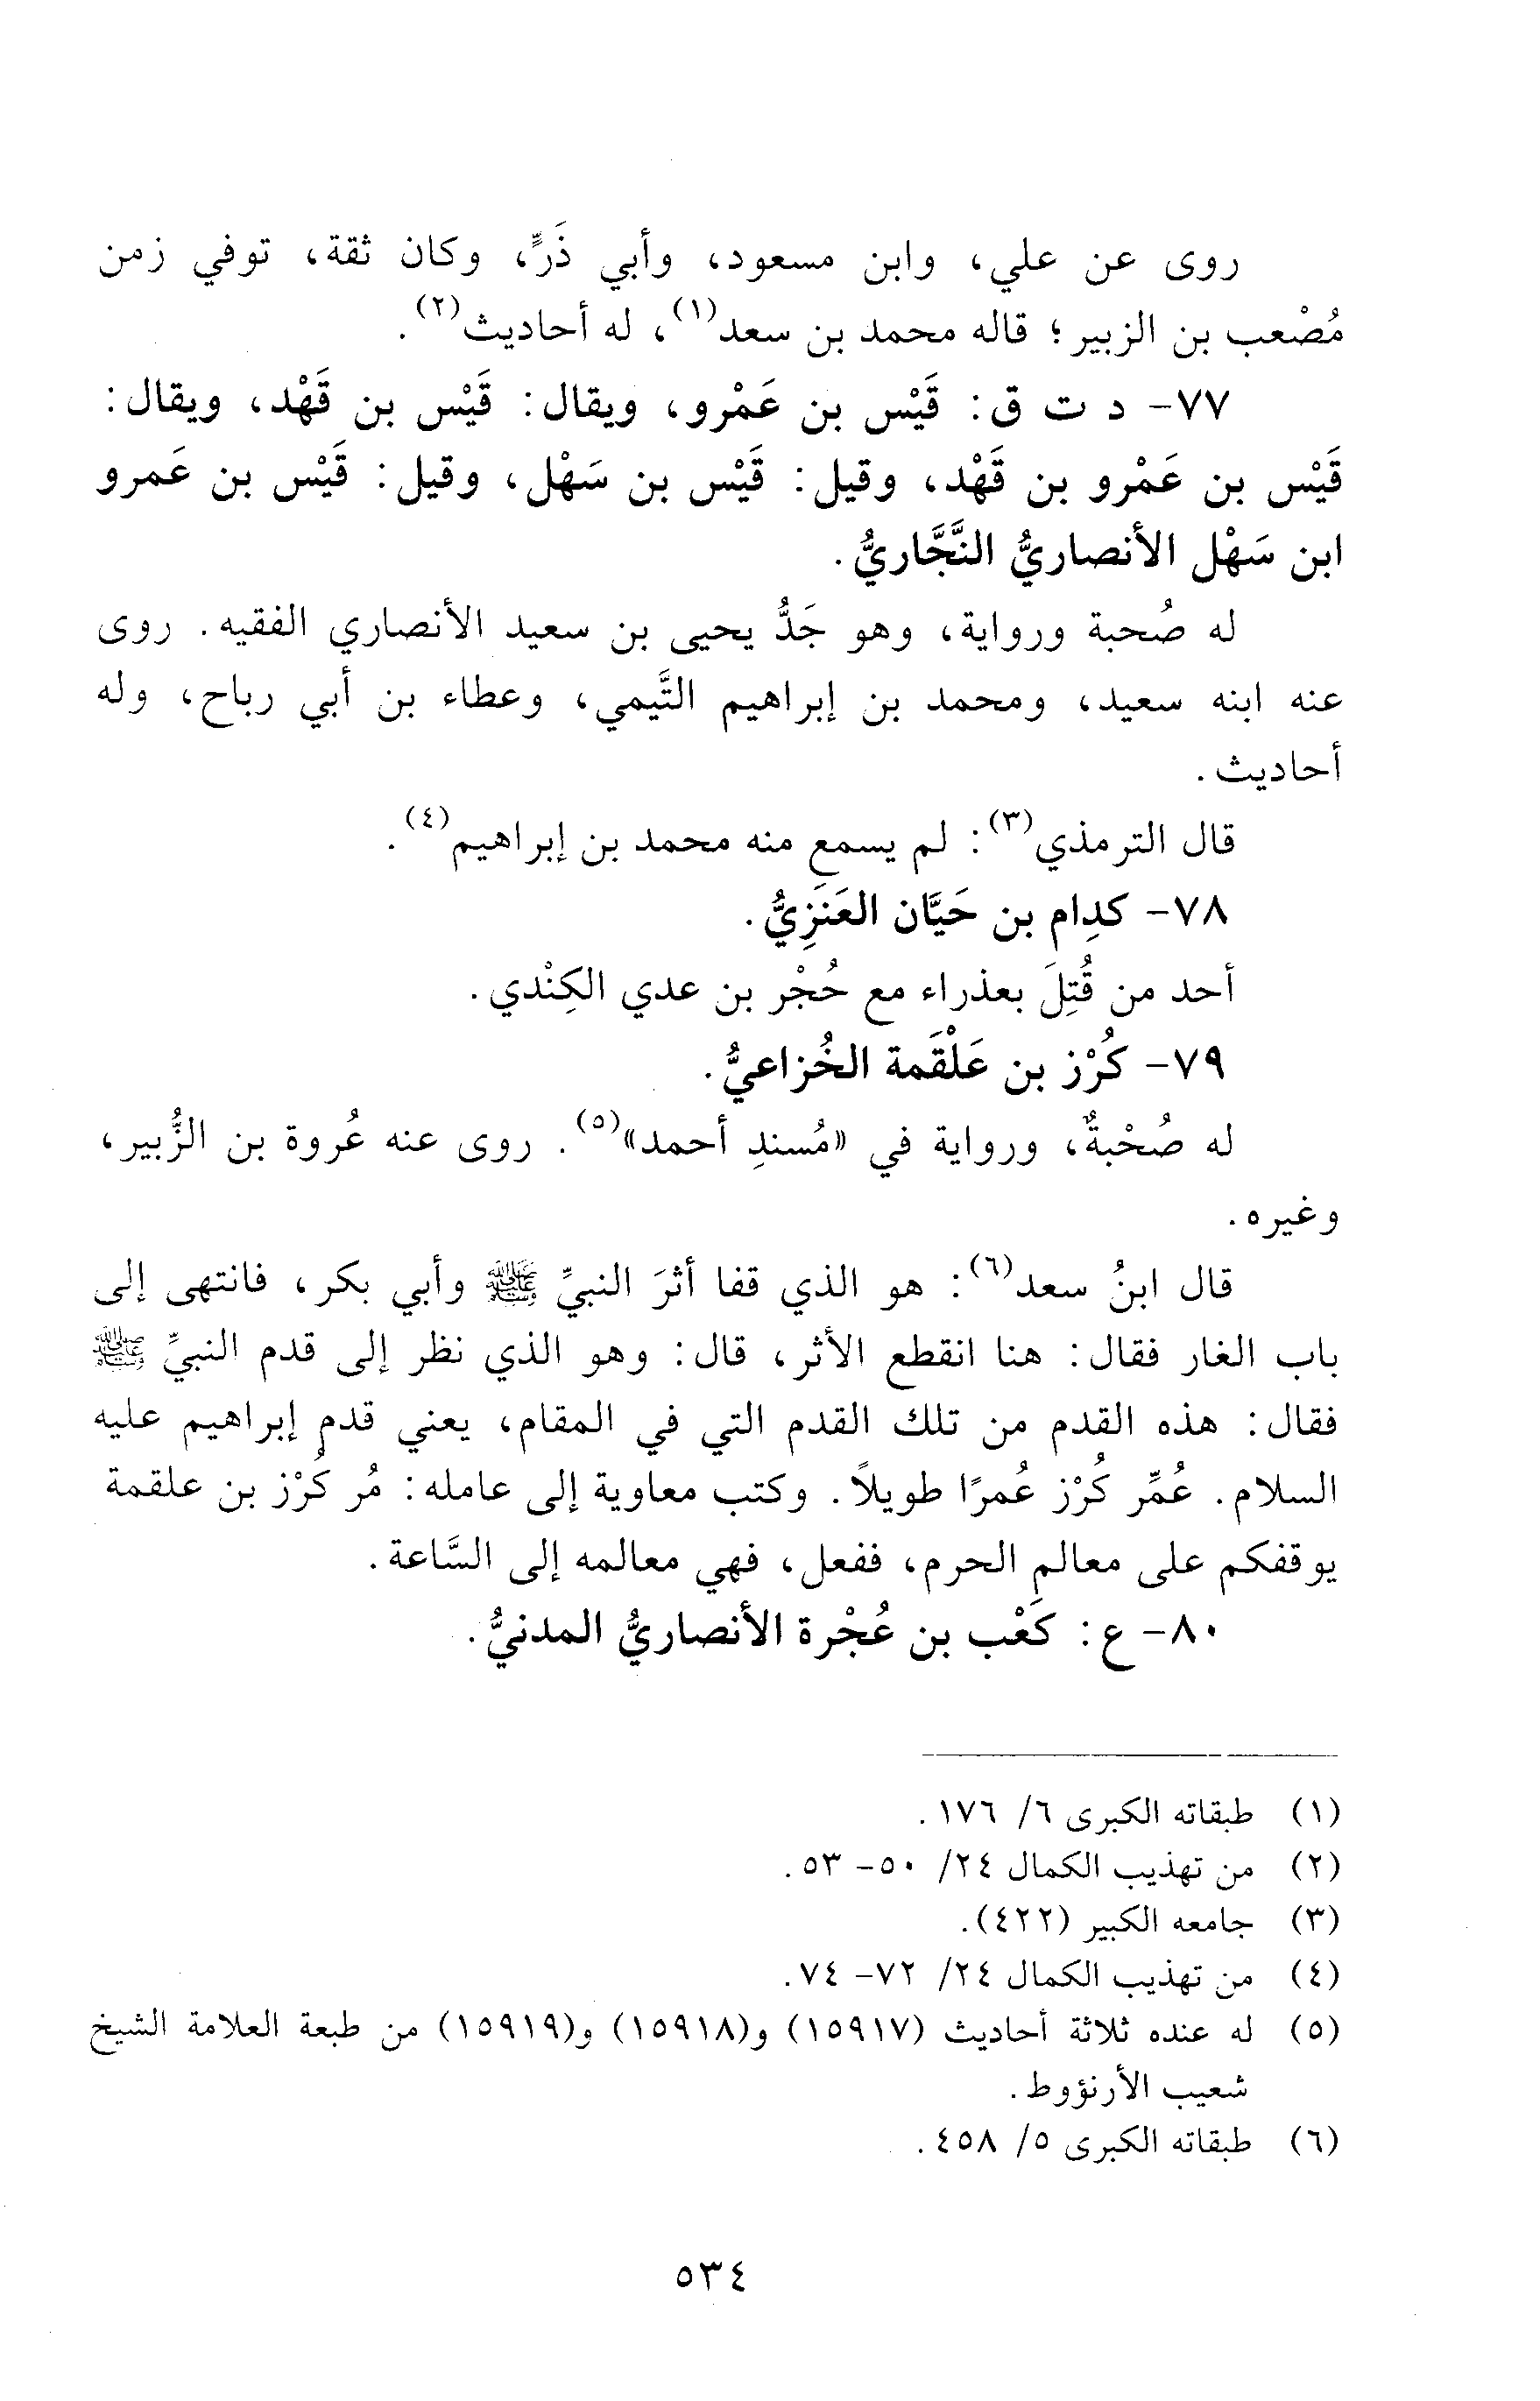 روى عن علي، وابن مسعود، وأبي ذَرٍّ، وكان ثقة، توفي زمن
مُصْعب بن الزبير؛ قاله محمد بن سعد(١)، له أحاديث(٢).
٧٧- د ت ق: قَيْس بن عَمْرو، ويقال: قَيْس بن قَهْد، ويقال:
قَيْس بن عَمْرو بن قَهْد، وقيل: قَيْس بن سَهْل، وقيل: قَيْس بن عَمرو
ابن سَهْل الأنصاريُّ النَّجَّاريُّ.
له صُحبة ورواية، وهو جَدُّ يحيى بن سعيد الأنصاري الفقيه. روى
عنه ابنه سعيد، ومحمد بن إبراهيم التَّيمي، وعطاء بن أبي رباح، وله
أحاديث.
قال الترمذي(٣): لم يسمع منه محمد بن إبراهيم(٤).
٧٨- كدِام بن حَيَّان العَنَزِيُّ.
أحد من قُتِلَ بعذراء مع حُجْر بن عدي الكِنْدي.
٧٩- كُرْز بن عَلْقَمة الخُزاعيُّ.
له صُحْبةٌ، ورواية في «مُسندِ أحمد»(٥). روى عنه عُروة بن الزُّبير،
وغيره.
قال ابنُ سعد(٦): هو الذي قفا أثرَ النبيِّ ﷺ وأبي بكر، فانتهى إلى
باب الغار فقال: هنا انقطع الأثر، قال: وهو الذي نظر إلى قدم النبيِّ ﷺ
فقال: هذه القدم من تلك القدم التي في المقام، يعني قدم إبراهيم عليه
السلام. عُمِّر كُرْز عُمرًا طويلاً. وكتب معاوية إلى عامله: مُر كُرْز بن علقمة
يوقفكم على معالم الحرم، ففعل، فهي معالمه إلى السَّاعة.
٨٠- ع: كَعْب بن عُجْرة الأنصاريُّ المدنيُّ.
(١) طبقاته الكبرى ٦/ ١٧٦.
(٢) من تهذيب الكمال ٢٤/ ٥٠- ٥٣.
(٣) جامعه الكبير (٤٢٢).
(٤) من تهذيب الكمال ٢٤/ ٧٢- ٧٤.
(٥) له عنده ثلاثة أحاديث (١٥٩١٧) و(١٥٩١٨) و(١٥٩١٩) من طبعة العلامة الشيخ
شعيب الأرنؤوط.
(٦) طبقاته الكبرى ٥/ ٤٥٨.
٥٣٤